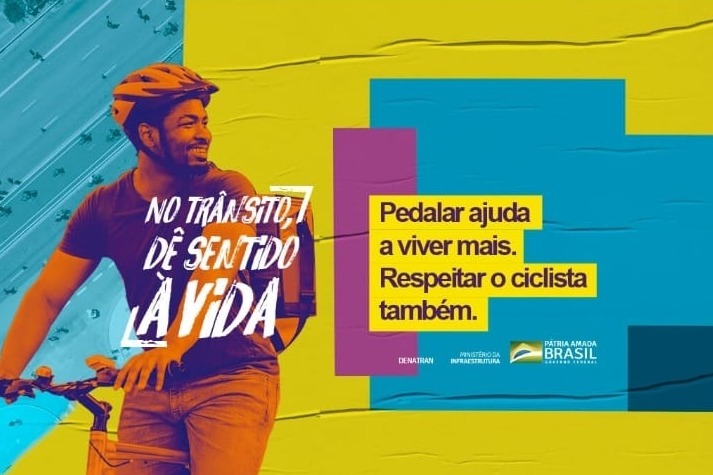 NO TRÂNSITO,
DÊ SENTIDO
À VIDA
Pedalar ajuda
a viver mais.
Respeitar o ciclista
também.
DENATRAN
MINISTÉRIO DA
INFRAESTRUTURA
PÁTRIA AMADA
BRASIL
GOVERNO FEDERAL